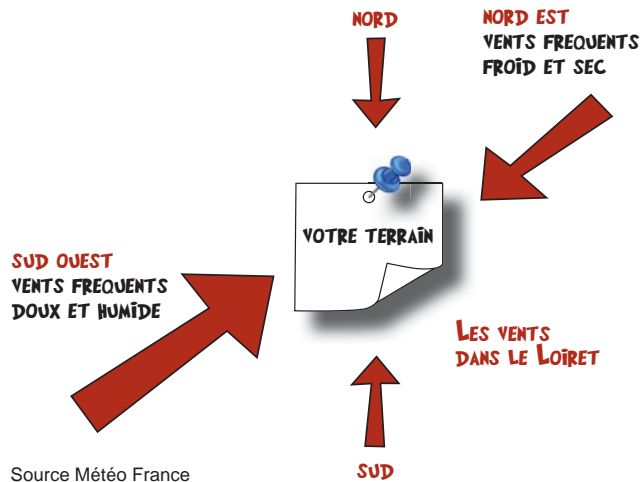 NORD
NORD EST
VENTS FREQUENTS
FROID ET SEC
VOTRE TERRAIN
SUD OUEST
VENTS FREQUENTS
DOUX ET HUMIDE
LES VENTS
DANS LE LOIRET
SUD
Source Météo France